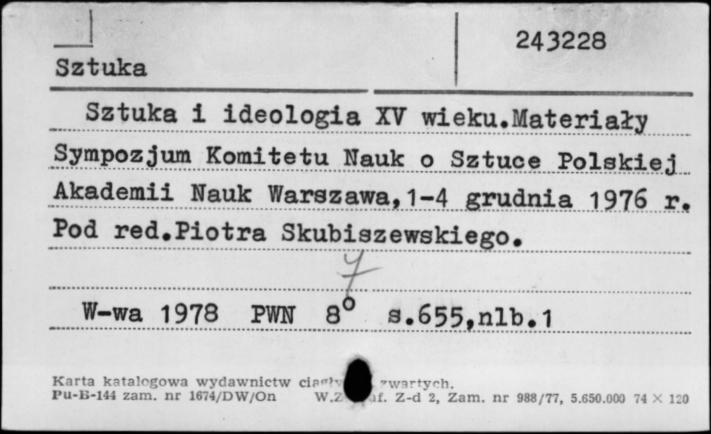 243228
Sztuka
Sztuka i ideologia XV wieku.Materiały
Sympozjum Komitetu Nauk o Sztuce Polskiej
Akademii Nauk Warszawa,1-4 grudnia 1976 r.
Pod red.Piotra Skubiszewskiego.
W-wa 1978 PWN 8° s.655,nlb.1
Karta katalogowa wydawnictw zwartych.
Pu-B-144 zam. nr 1674/DW/On Z-d 2, Zam. nr 988/77, 5.650.000 74 × 120